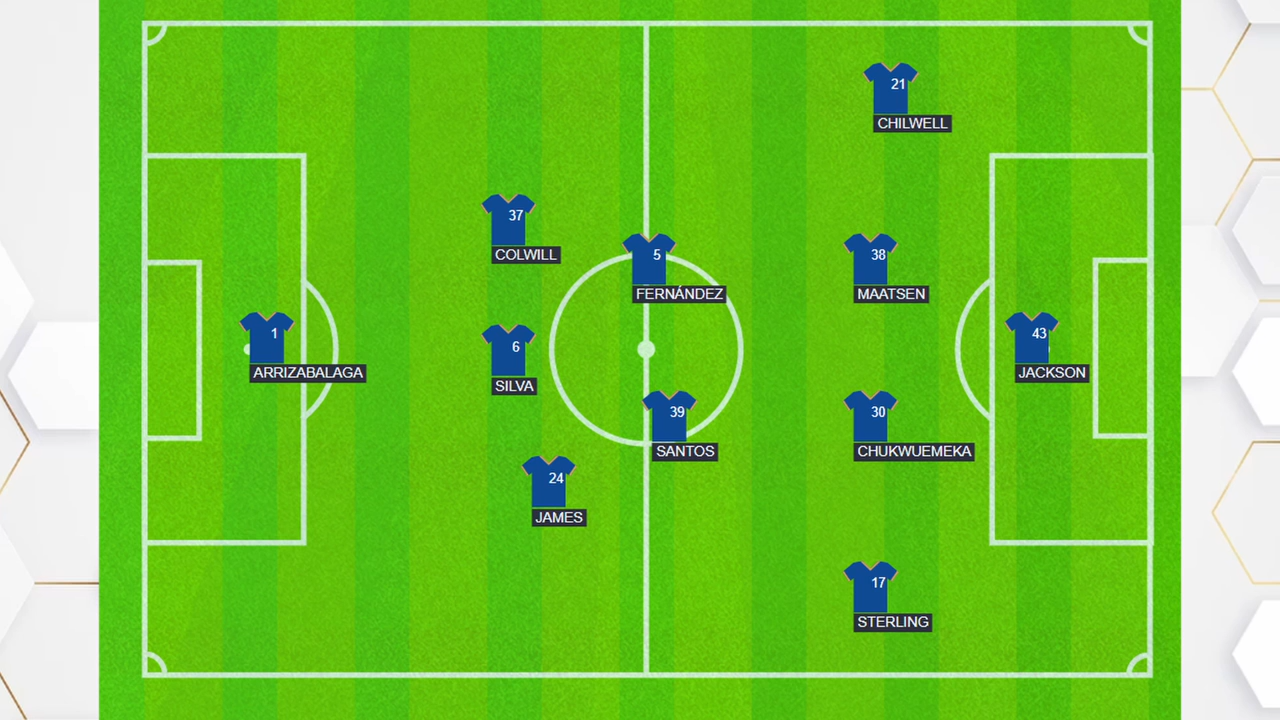 21
CHILWELL
37
COLWILL
5
FERNÁNDEZ
38
MAATSEN
1
ARRIZABALAGA
6
SILVA
43
JACKSON
39
SANTOS
30
CHUKWUEMEKA
24
JAMES
17
STERLING